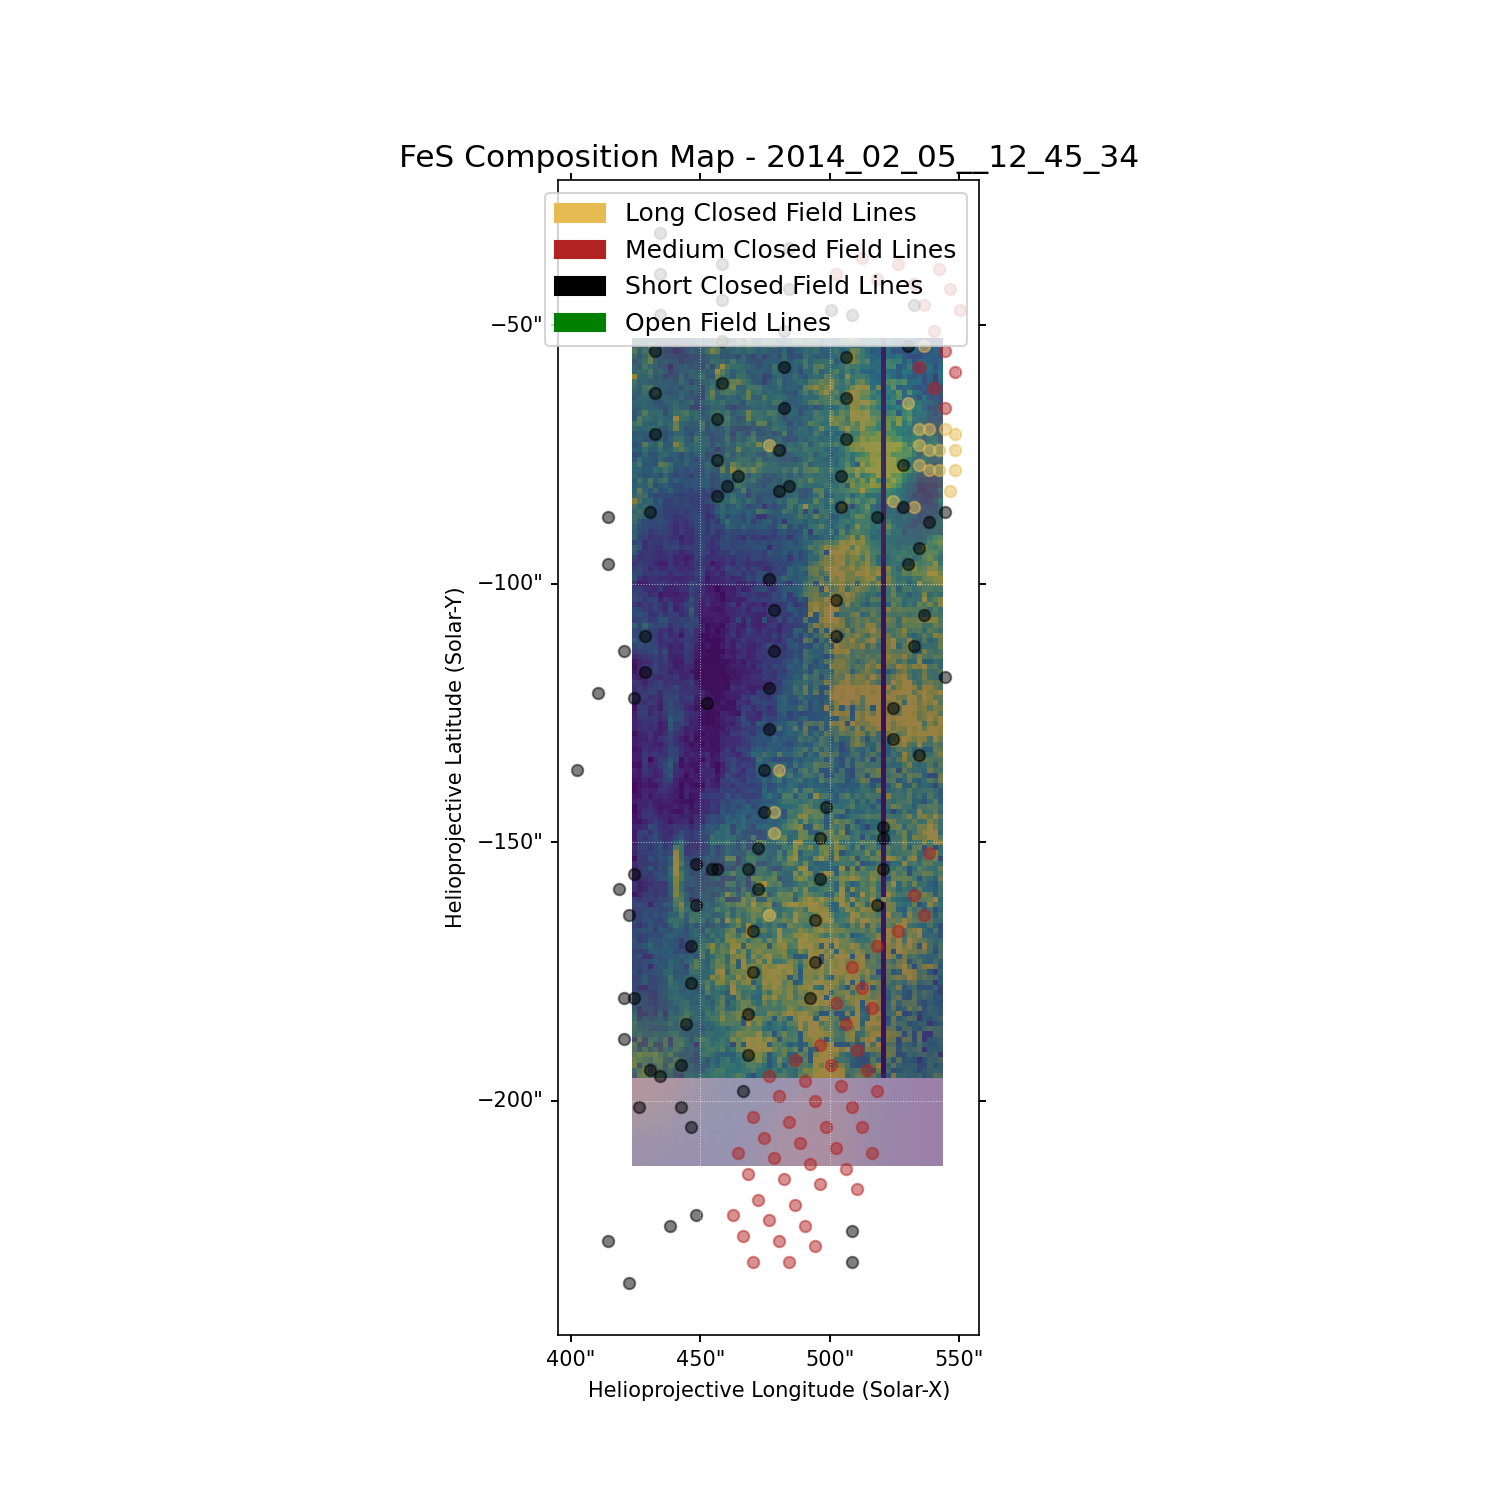 FeS Composition Map - 2014_02_05__12_45_34
Long Closed Field Lines
Medium Closed Field Lines
Short Closed Field Lines
Open Field Lines
−50"
−100"
−150"
−200"
Helioprojective Latitude (Solar-Y)
400" 450" 500" 550"
Helioprojective Longitude (Solar-X)